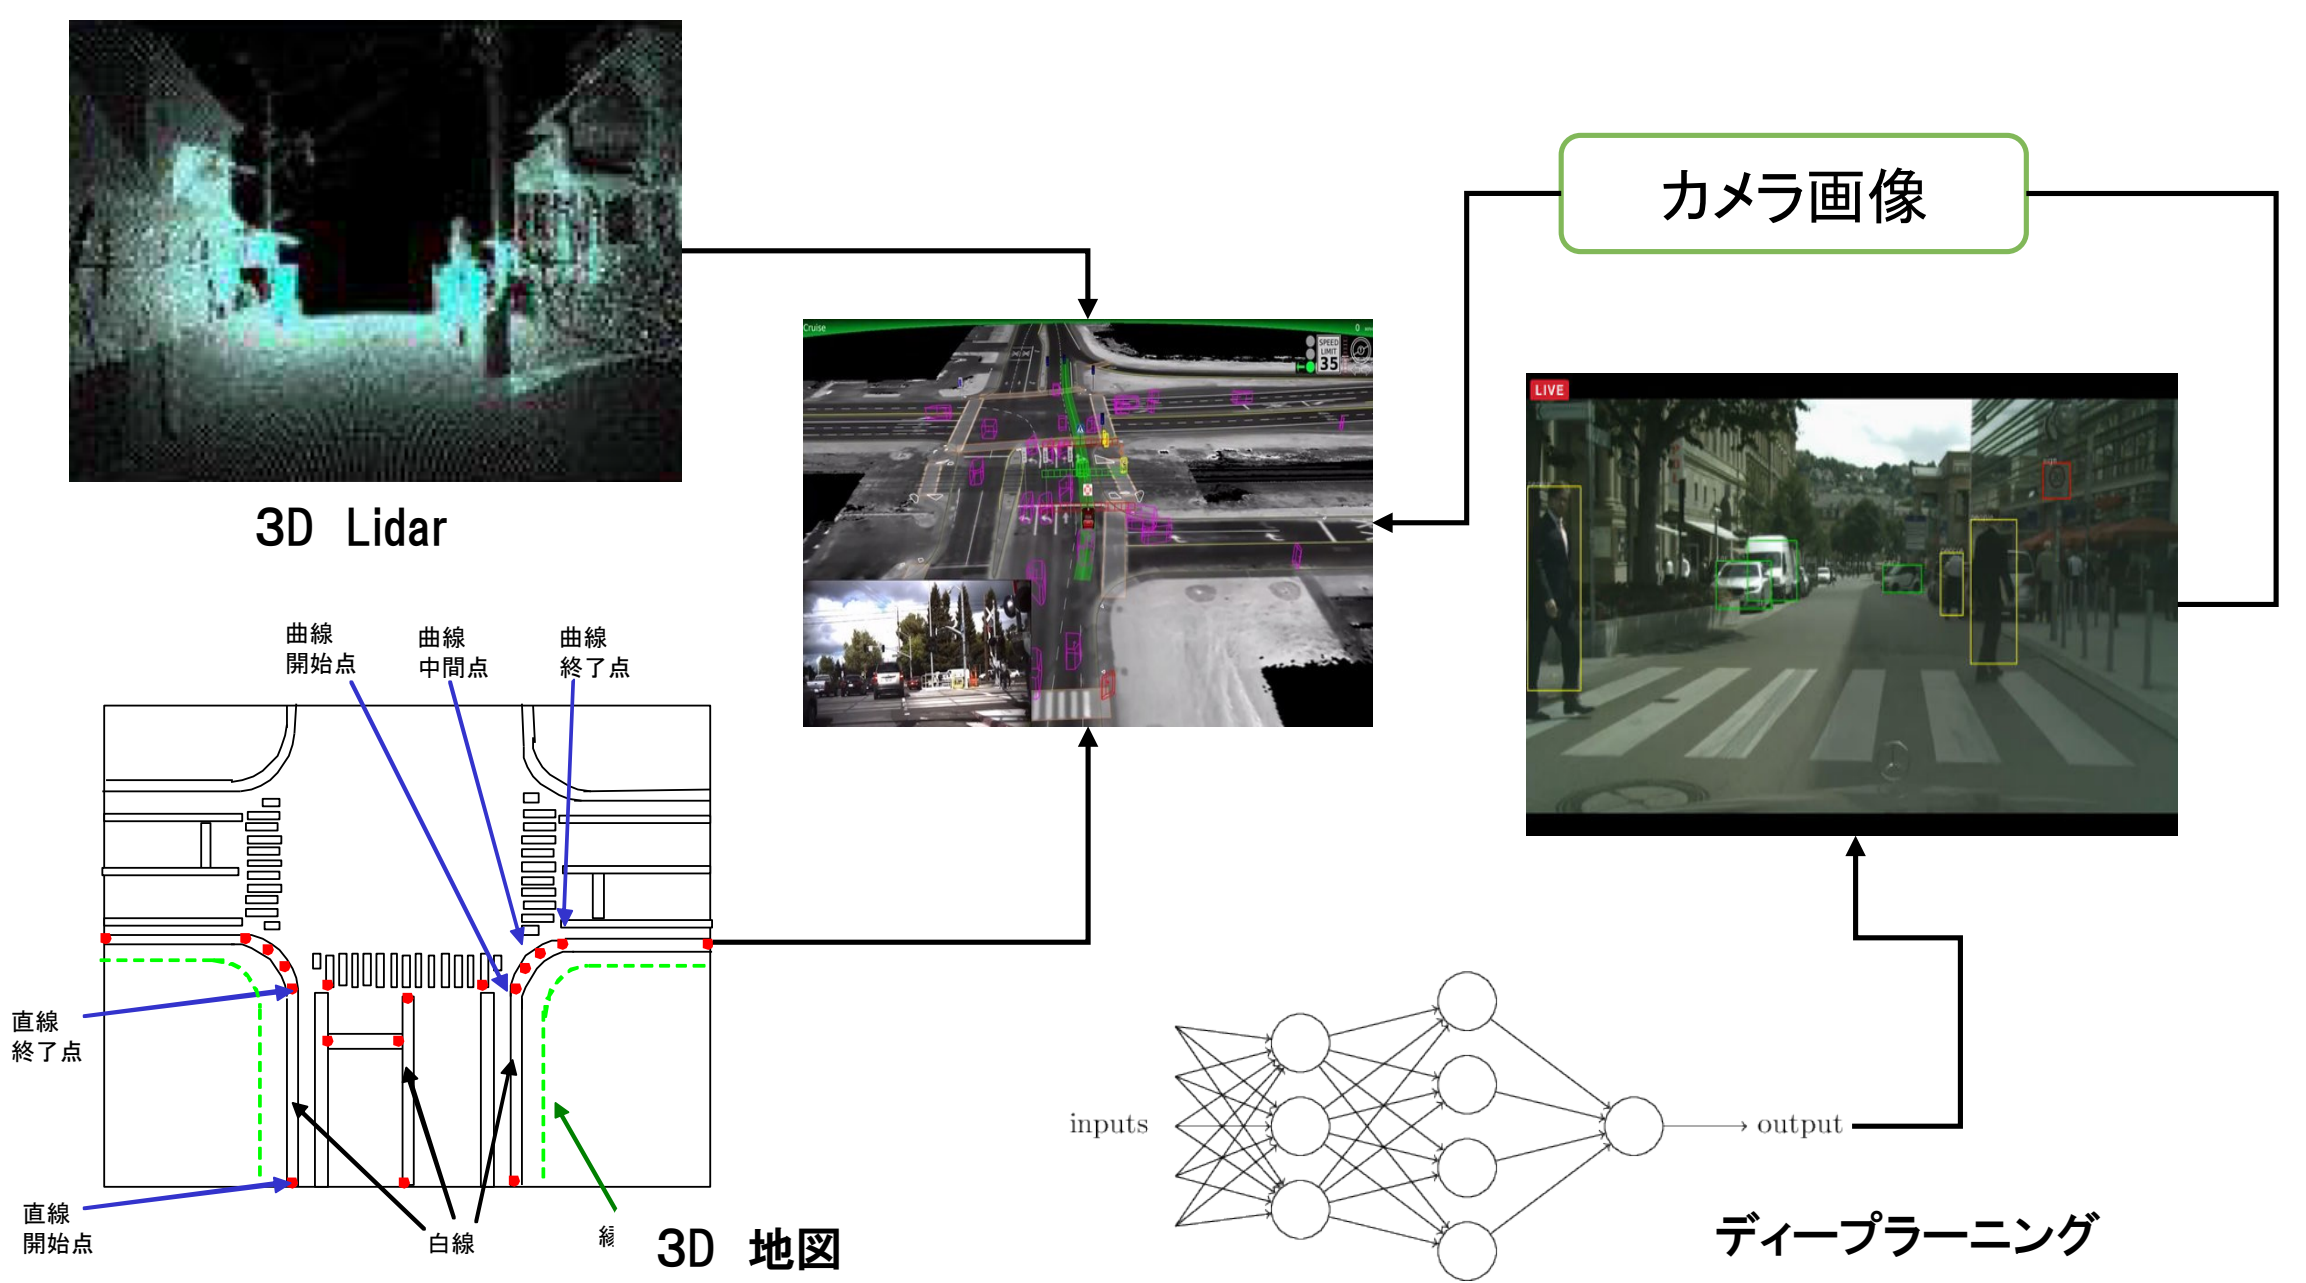 3D Lidar
カメラ画像
Cruise
0
SPEED
LIMIT
35
LIVE
曲線
開始点
曲線
中間点
曲線
終了点
直線
終了点
直線
開始点
白線
3D 地図
inputs
output
ディープラーニング